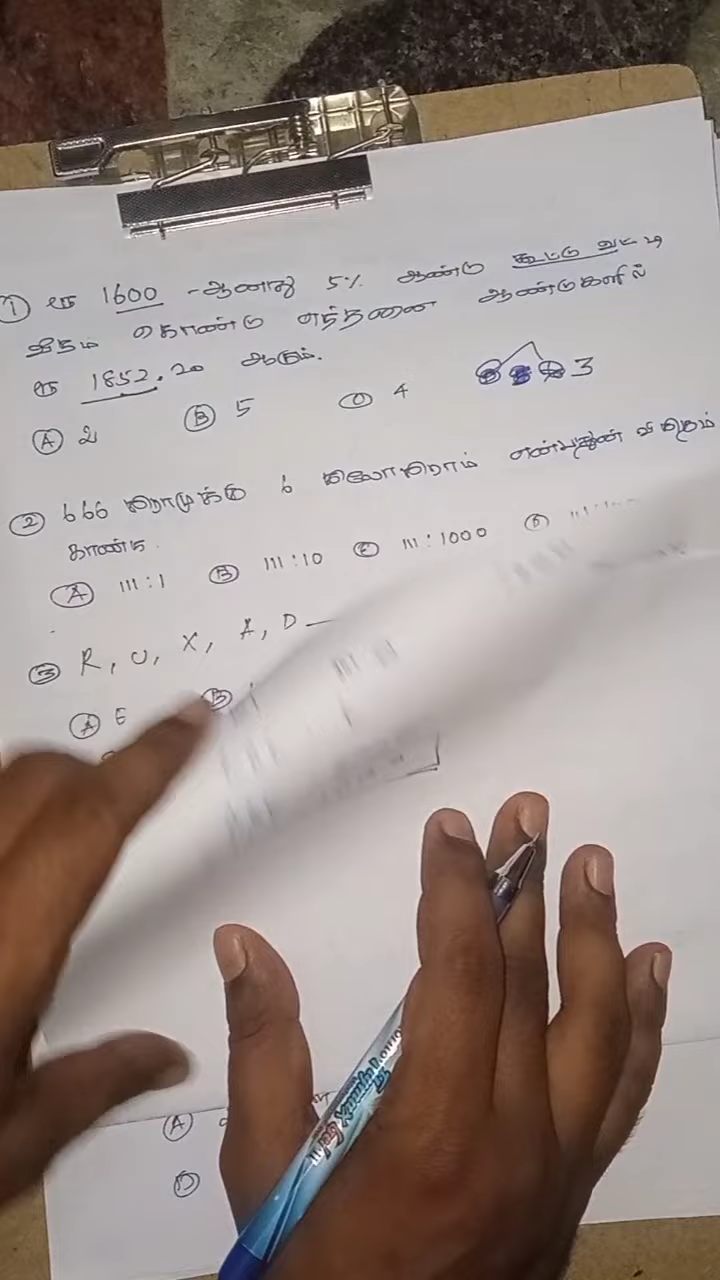 ① ரூ 1600 -ஆனது 5% ஆண்டு கூட்டு வட்டி
வீதம் கொண்டு எத்தனை ஆண்டுகளில்
ரூ 1852.20 ஆகும்.
Ⓐ 2 Ⓑ 5 Ⓒ 4 3
② 666 கிராமுக்கு 6 கிலோகிராம் என்பதன் விகிதம்
காண்க.
Ⓐ 111:1 Ⓑ 111:10 Ⓒ 111:1000 Ⓓ
③ R, U, X, A, D
Ⓐ Ⓑ
Ⓐ
Ⓓ